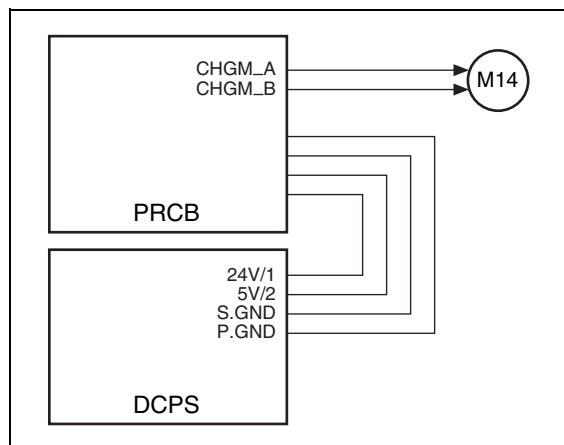 CHGM_A
CHGM_B
M14
PRCB
24V/1
5V/2
S.GND
P.GND
DCPS